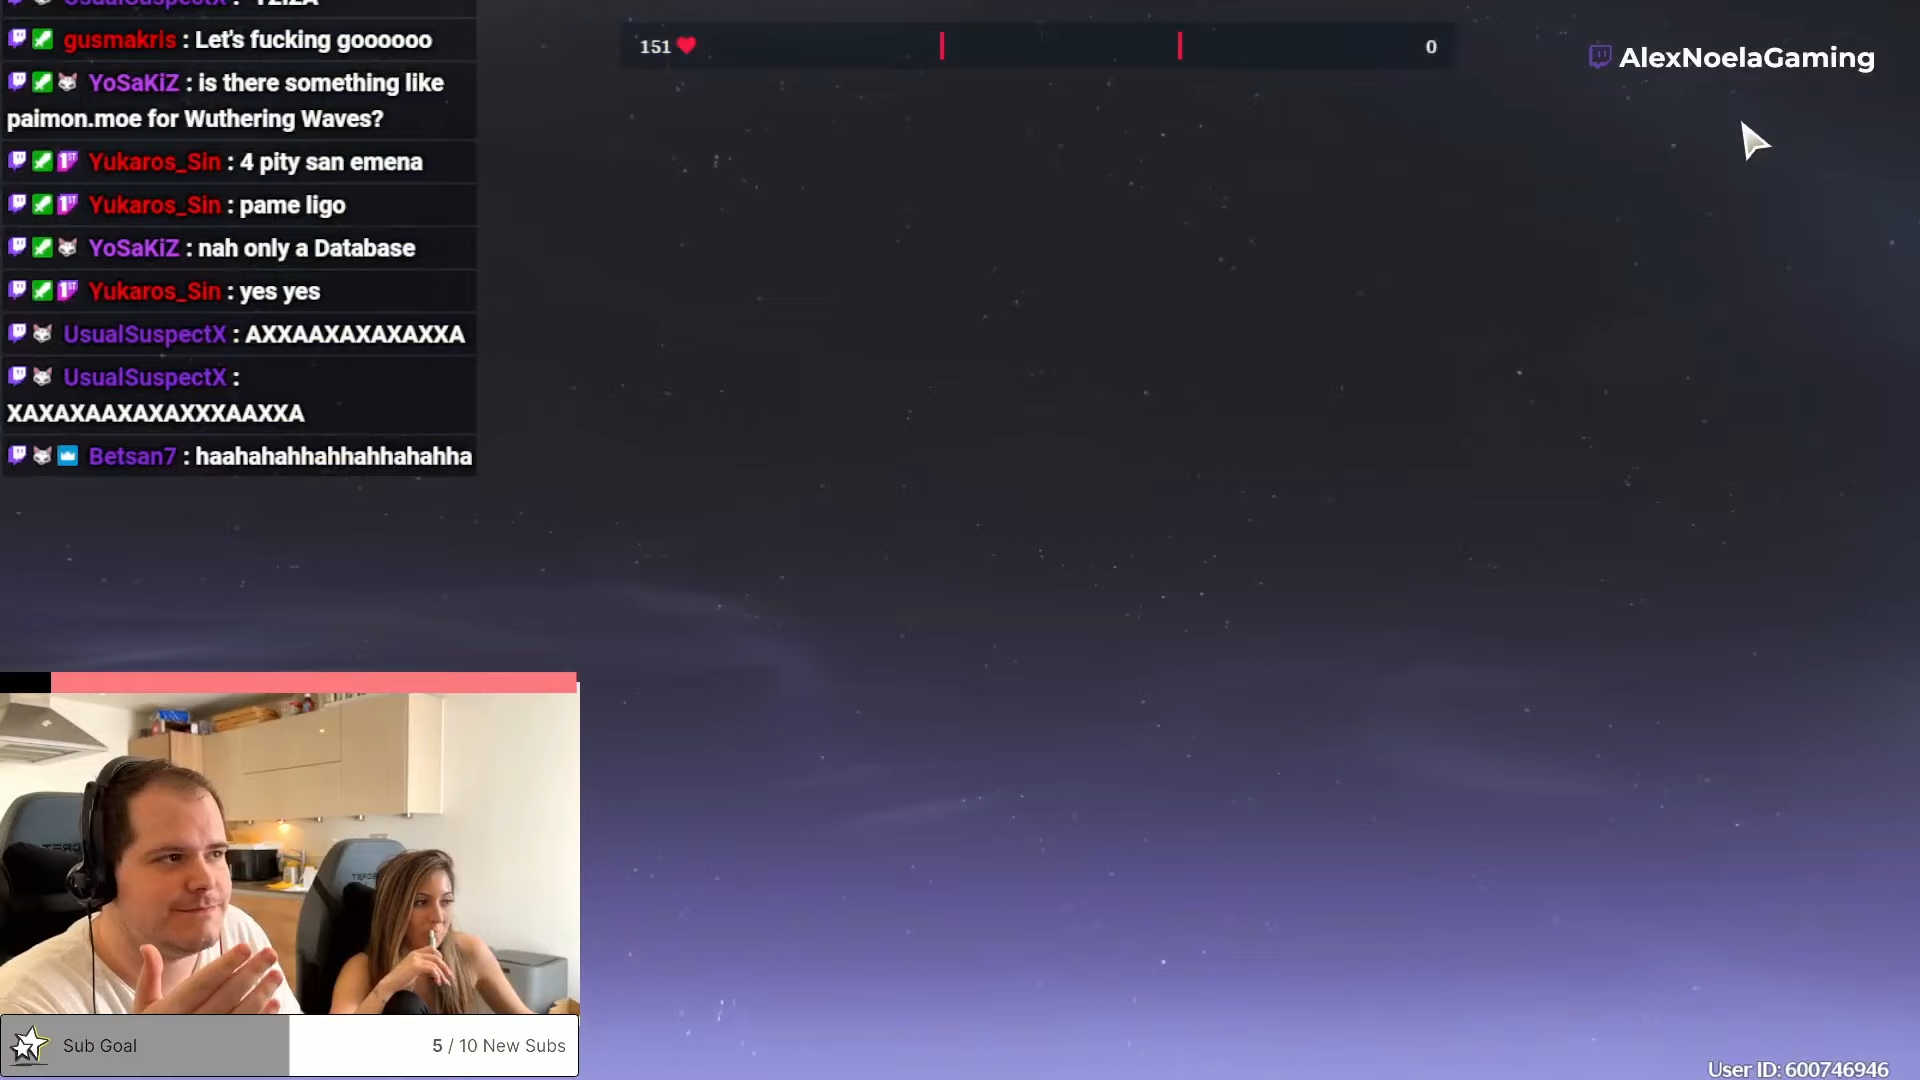 gusmakris : Let's fucking goooooo
YoSaKiZ : is there something like
paimon.moe for Wuthering Waves?
Yukaros_Sin : 4 pity san emena
Yukaros_Sin : pame ligo
YoSaKiZ : nah only a Database
Yukaros_Sin : yes yes
UsualSuspectX : AXXAAXAXAXAXXA
UsualSuspectX :
XAXAXAAXAXAXXXAAXXA
Betsan7 : haahahahhahhahhahahha
151
0
AlexNoelaGaming
Sub Goal
5 / 10 New Subs
User ID: 600746946